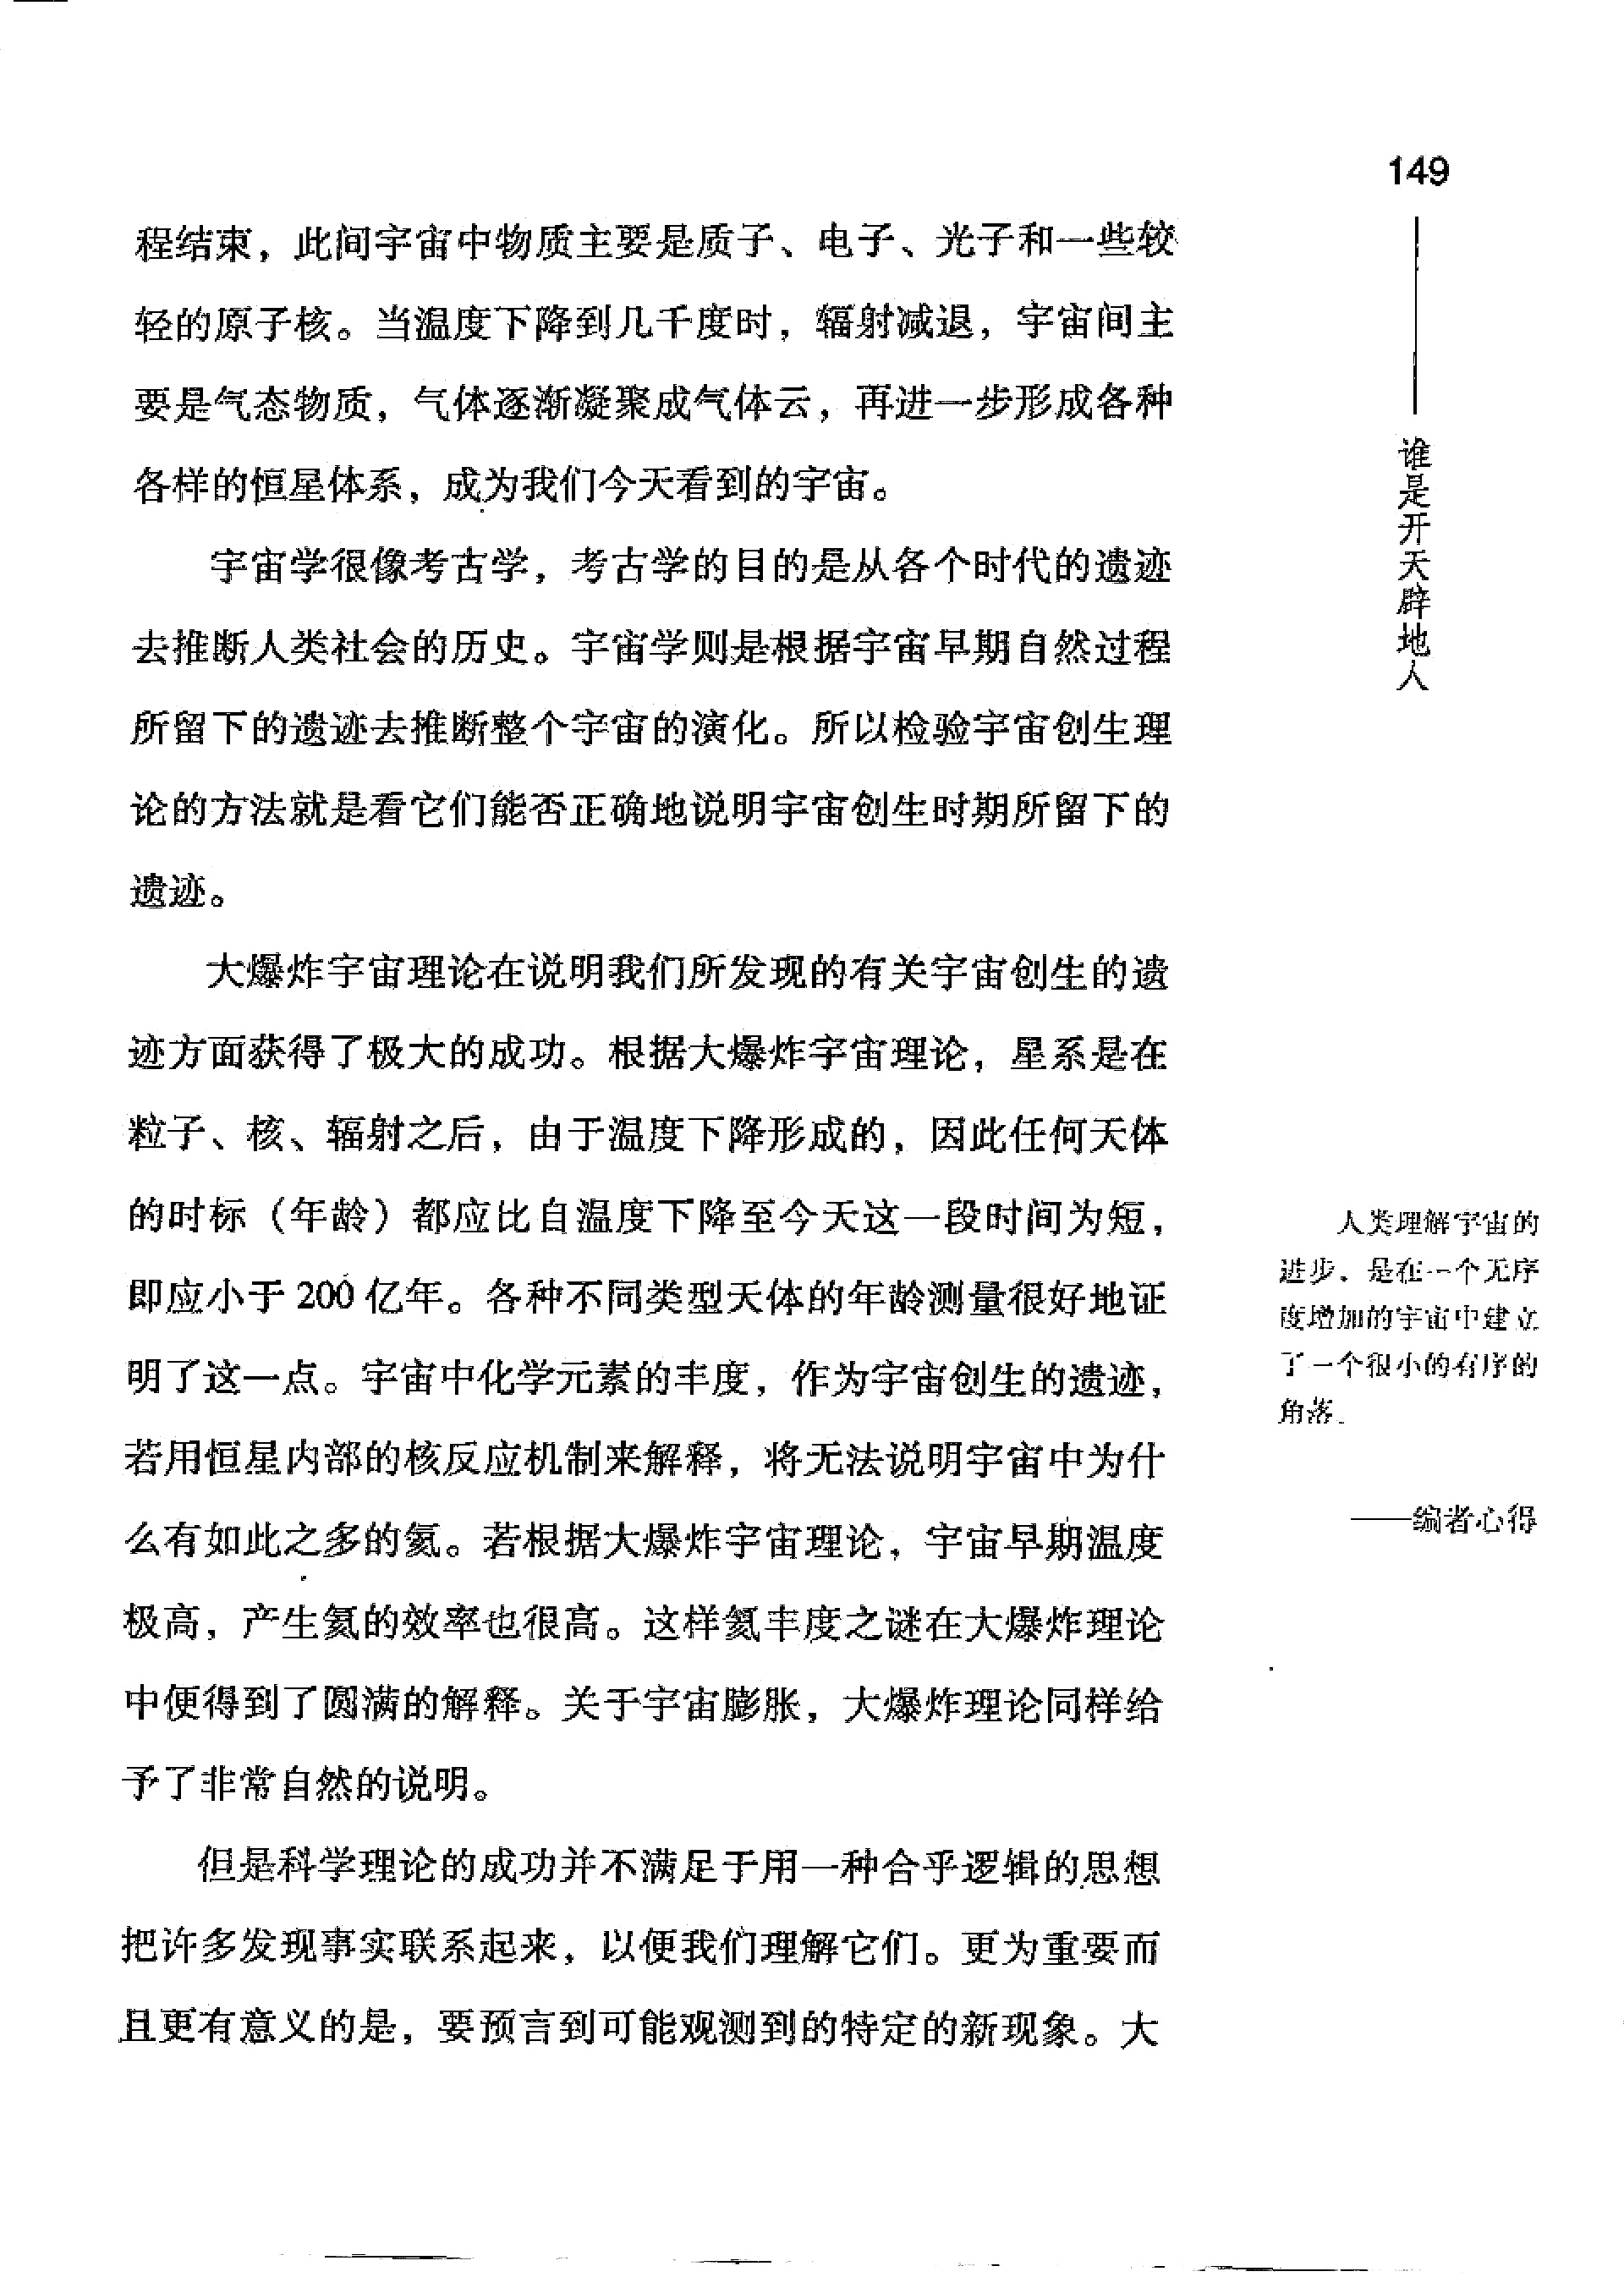 149
谁是开天辟地人
程结束，此间宇宙中物质主要是质子、电子、光子和一些较
轻的原子核。当温度下降到几千度时，辐射减退，宇宙间主
要是气态物质，气体逐渐凝聚成气体云，再进一步形成各种
各样的恒星体系，成为我们今天看到的宇宙。
宇宙学很像考古学，考古学的目的是从各个时代的遗迹
去推断人类社会的历史。宇宙学则是根据宇宙早期自然过程
所留下的遗迹去推断整个宇宙的演化。所以检验宇宙创生理
论的方法就是看它们能否正确地说明宇宙创生时期所留下的
遗迹。
大爆炸宇宙理论在说明我们所发现的有关宇宙创生的遗
迹方面获得了极大的成功。根据大爆炸宇宙理论，星系是在
粒子、核、辐射之后，由于温度下降形成的，因此任何天体
的时标（年龄）都应比自温度下降至今天这一段时间为短，
即应小于 200 亿年。各种不同类型天体的年龄测量很好地证
明了这一点。宇宙中化学元素的丰度，作为宇宙创生的遗迹，
若用恒星内部的核反应机制来解释，将无法说明宇宙中为什
么有如此之多的氦。若根据大爆炸宇宙理论，宇宙早期温度
极高，产生氦的效率也很高。这样氦丰度之谜在大爆炸理论
中便得到了圆满的解释。关于宇宙膨胀，大爆炸理论同样给
予了非常自然的说明。
但是科学理论的成功并不满足于用一种合乎逻辑的思想
把许多发现事实联系起来，以便我们理解它们。更为重要而
且更有意义的是，要预言到可能观测到的特定的新现象。大
人类理解宇宙的
进步，是在一个无序
度增加的宇宙中建立
了一个很小的有序的
角落。
——编者心得